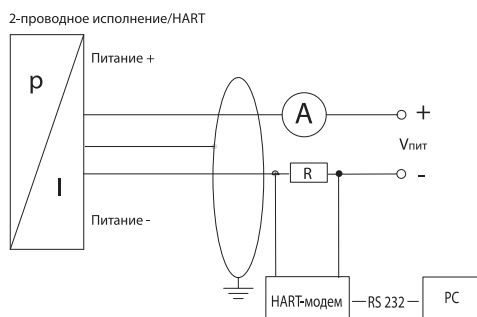 2-проводное исполнение/HART
Питание +
p
A
+
Vпит
I
R
-
Питание -
HART-модем
RS 232
PC